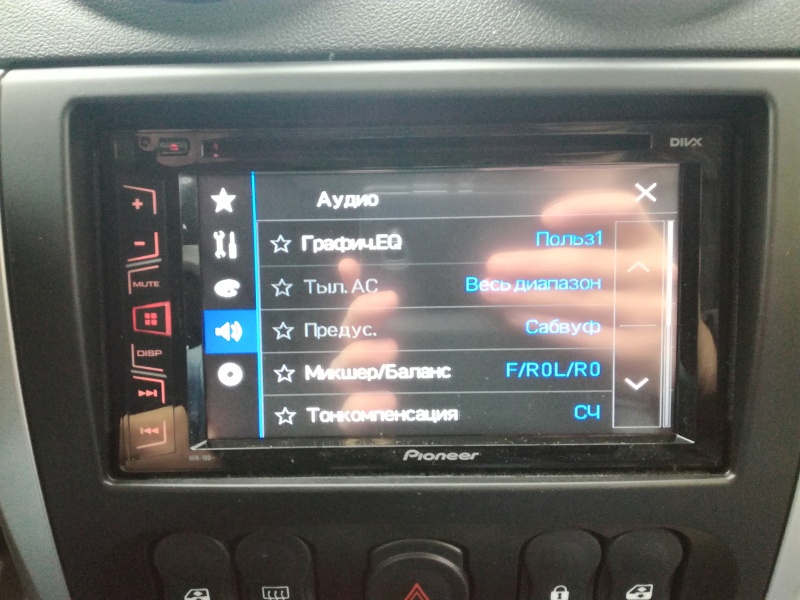 DIVX
Аудио
Графич.EQ Польз1
MUTE
Тыл. AC Весь диапазон
Предус. Сабвуф
DISP
Микшер/Баланс F/R0L/R0
Тонкомпенсация СЧ
Pioneer